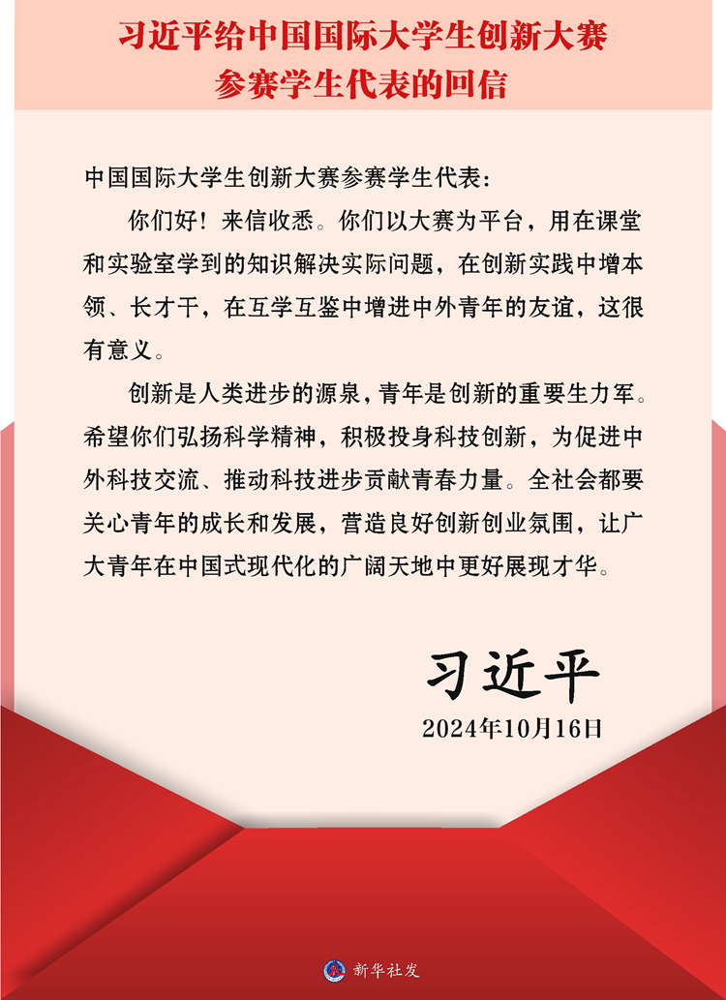 习近平给中国国际大学生创新大赛
参赛学生代表的回信
中国国际大学生创新大赛参赛学生代表：
你们好！来信收悉。你们以大赛为平台，用在课堂
和实验室学到的知识解决实际问题，在创新实践中增本
领、长才干，在互学互鉴中增进中外青年的友谊，这很
有意义。
创新是人类进步的源泉，青年是创新的重要生力军。
希望你们弘扬科学精神，积极投身科技创新，为促进中
外科技交流、推动科技进步贡献青春力量。全社会都要
关心青年的成长和发展，营造良好创新创业氛围，让广
大青年在中国式现代化的广阔天地中更好展现才华。
习近平
2024年10月16日
新华社发